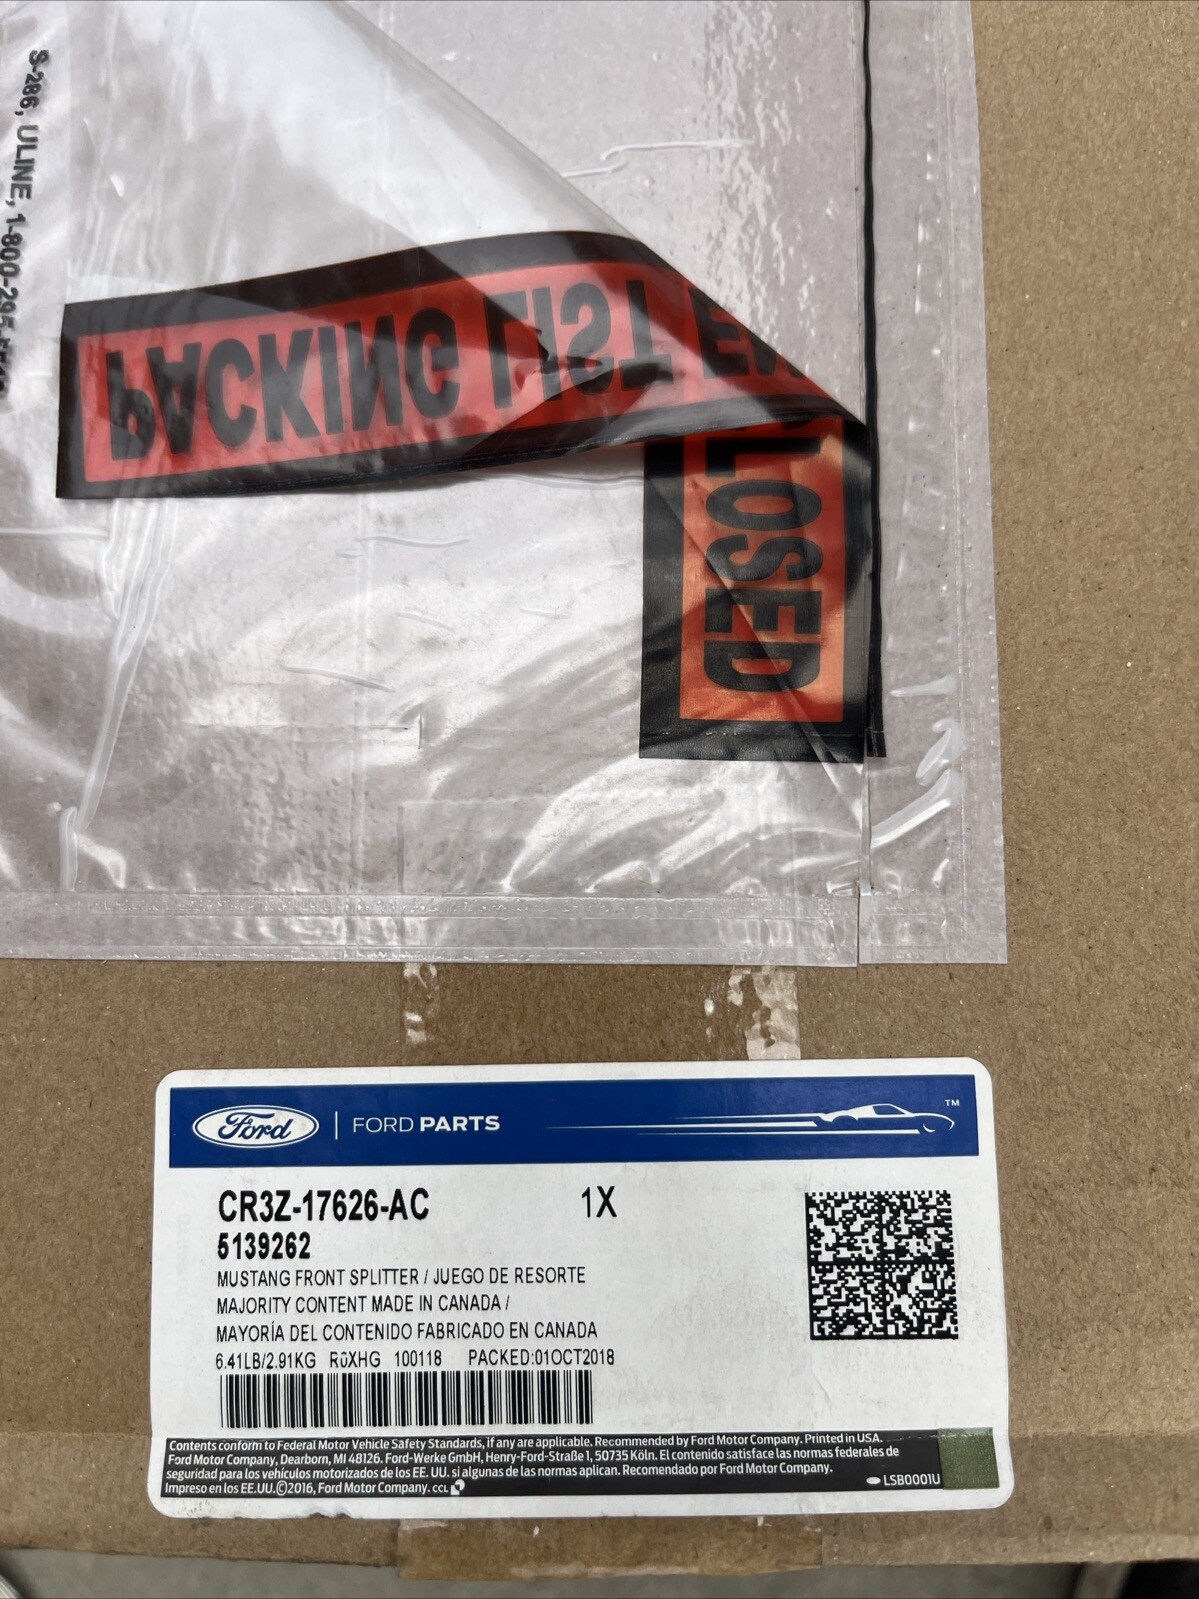 S-286, ULINE, 1-800-295-5510
PACKING LIST
LOSED
Ford | FORD PARTS ™
CR3Z-17626-AC 1X
5139262
MUSTANG FRONT SPLITTER / JUEGO DE RESORTE
MAJORITY CONTENT MADE IN CANADA /
MAYORÍA DEL CONTENIDO FABRICADO EN CANADA
6.41LB/2.91KG RūXHG 100118 PACKED:01OCT2018
Contents conform to Federal Motor Vehicle Safety Standards, if any are applicable. Recommended by Ford Motor Company. Printed in USA.
Ford Motor Company, Dearborn, MI 48126. Ford-Werke GmbH, Henry-Ford-Straße 1, 50735 Köln. El contenido satisface las normas federales de
seguridad para los vehículos motorizados de los EE. UU. si algunas de las normas aplican. Recomendado por Ford Motor Company.
Impreso en los EE.UU.©2016, Ford Motor Company. CCL
LSB0001U